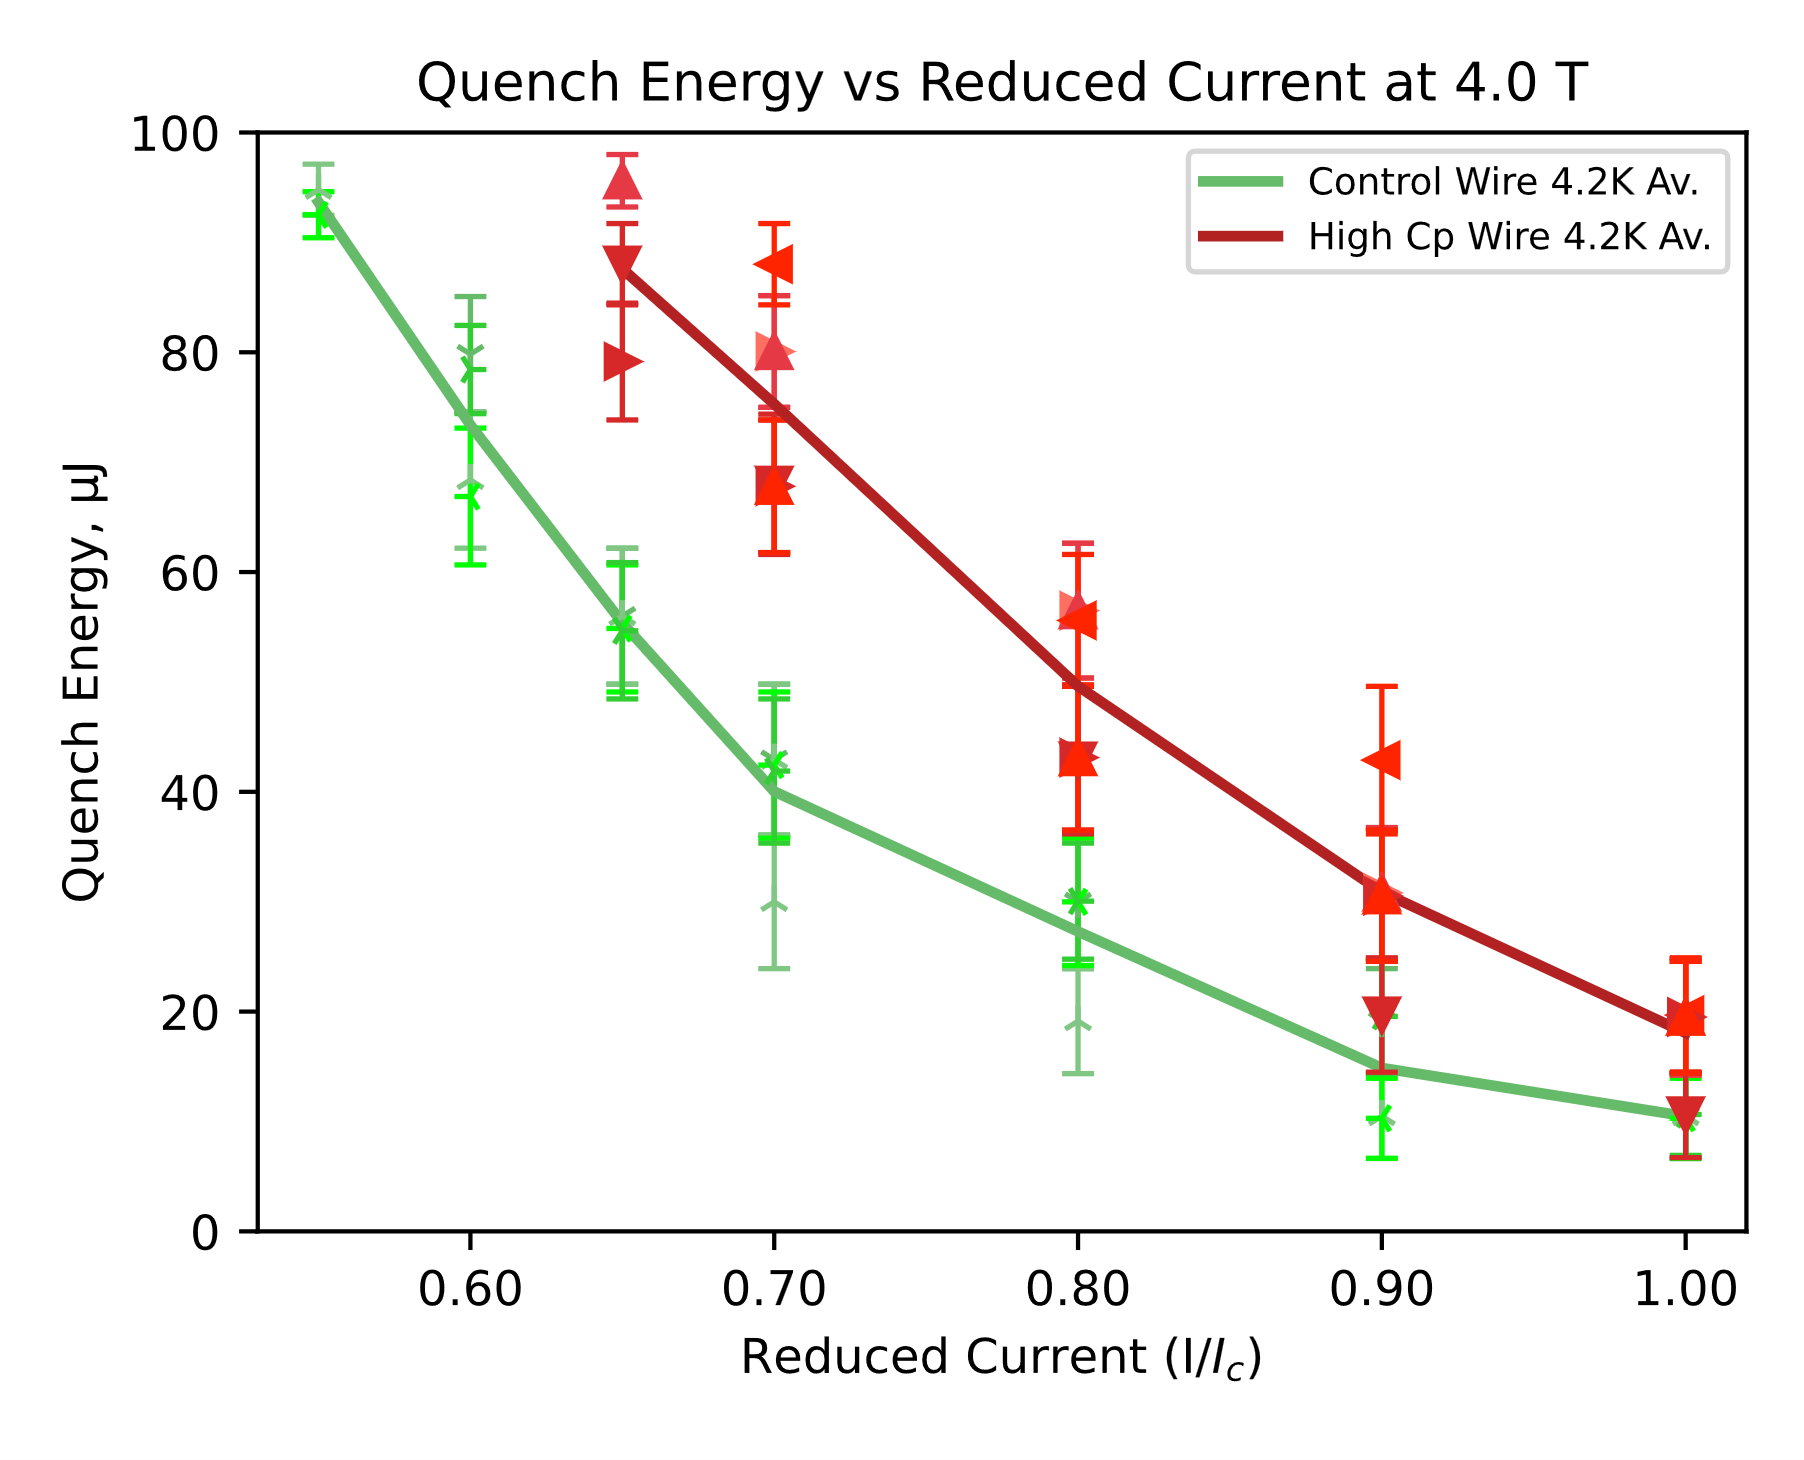 Quench Energy vs Reduced Current at 4.0 T
100
80
60
40
20
0
Quench Energy, μJ
Control Wire 4.2K Av.
High Cp Wire 4.2K Av.
0.60 0.70 0.80 0.90 1.00
Reduced Current (I/I_c)